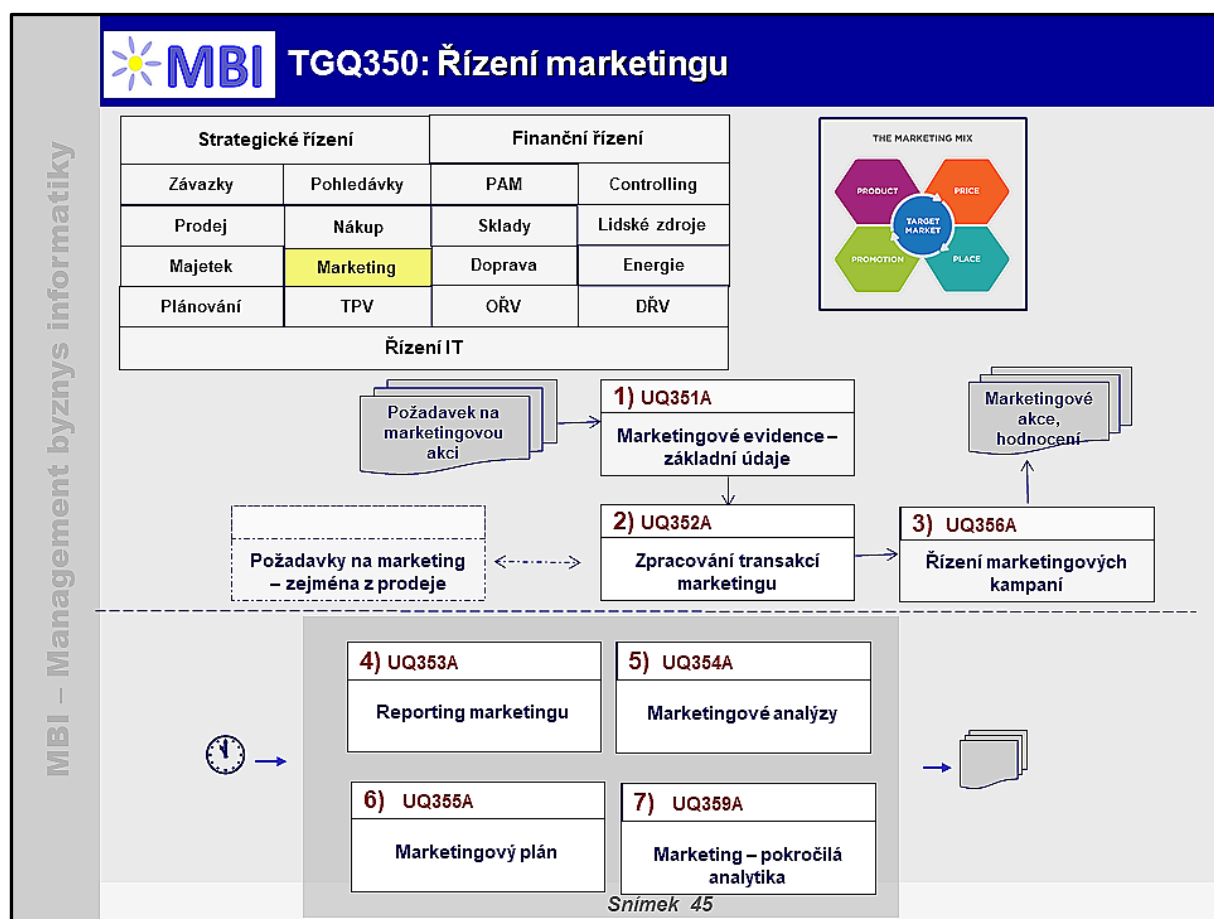 MBI – Management byznys informatiky
MBI
TGQ350: Řízení marketingu
Strategické řízení
Finanční řízení
Závazky
Pohledávky
PAM
Controlling
Prodej
Nákup
Sklady
Lidské zdroje
Majetek
Marketing
Doprava
Energie
Plánování
TPV
OŘV
DŘV
Řízení IT
THE MARKETING MIX
PRODUCT
PRICE
TARGET
MARKET
PROMOTION
PLACE
Požadavek na
marketingovou
akci
1) UQ351A
Marketingové evidence –
základní údaje
Marketingové
akce,
hodnocení
Požadavky na marketing
– zejména z prodeje
2) UQ352A
Zpracování transakcí
marketingu
3) UQ356A
Řízení marketingových
kampaní
4) UQ353A
Reporting marketingu
5) UQ354A
Marketingové analýzy
6) UQ355A
Marketingový plán
7) UQ359A
Marketing – pokročilá
analytika
Snímek 45